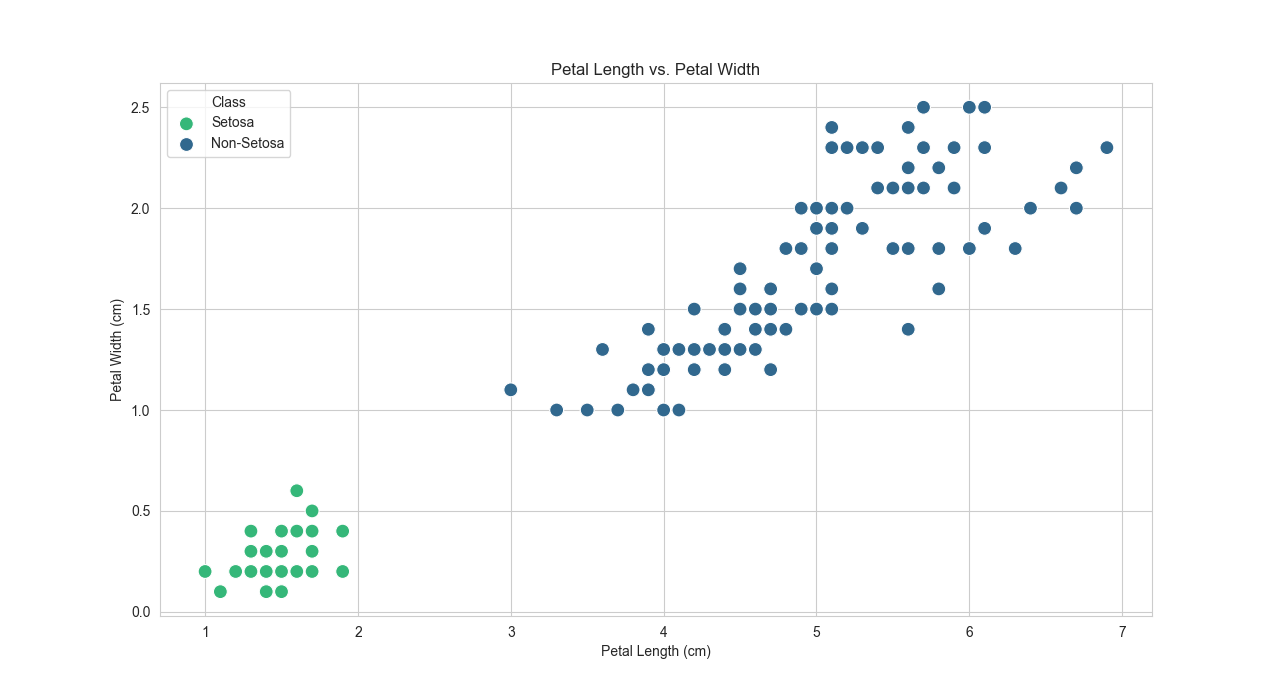 Petal Length vs. Petal Width
Class
Setosa
Non-Setosa
Petal Width (cm)
2.5
2.0
1.5
1.0
0.5
0.0
1 2 3 4 5 6 7
Petal Length (cm)